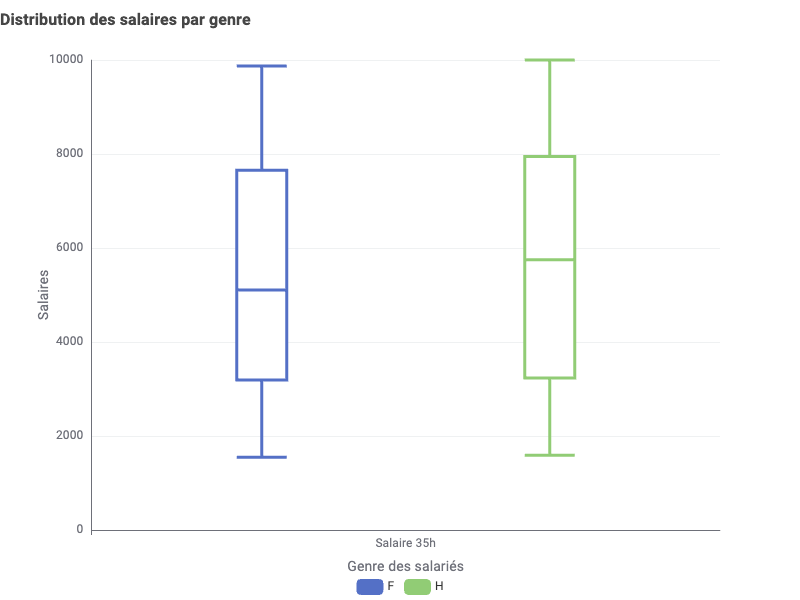 Distribution des salaires par genre
10000
8000
6000
4000
2000
0
Salaires
Salaire 35h
Genre des salariés
F H